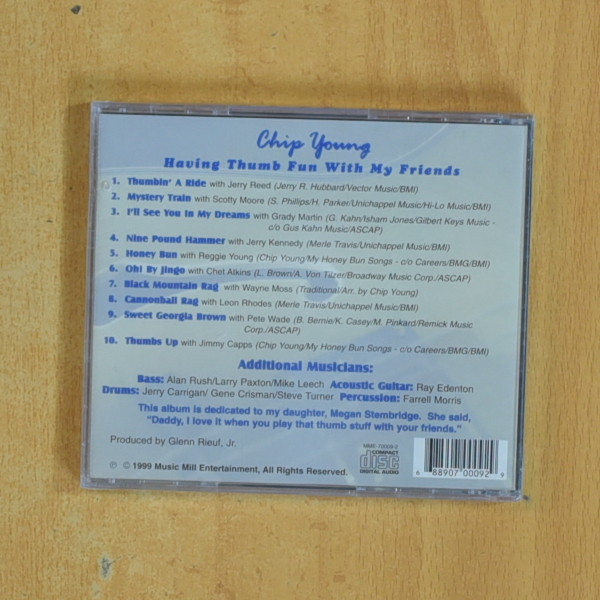 Chip Young
Having Thumb Fun With My Friends
1. Thumbin' A Ride with Jerry Reed (Jerry R. Hubbard/Vector Music/BMI)
2. Mystery Train with Scotty Moore (S. Phillips/H. Parker/Unichappel Music/Hi-Lo Music/BMI)
3. I'll See You In My Dreams with Grady Martin (G. Kahn/Isham Jones/Gilbert Keys Music -
c/o Gus Kahn Music/ASCAP)
4. Nine Pound Hammer with Jerry Kennedy (Merle Travis/Unichappel Music/BMI)
5. Honey Bun with Reggie Young (Chip Young/My Honey Bun Songs - c/o Careers/BMG/BMI)
6. Oh! By Jingo with Chet Atkins (L. Brown/A. Von Tilzer/Broadway Music Corp./ASCAP)
7. Black Mountain Rag with Wayne Moss (Traditional/Arr. by Chip Young)
8. Cannonball Rag with Leon Rhodes (Merle Travis/Unichappel Music/BMI)
9. Sweet Georgia Brown with Pete Wade (B. Bernie/K. Casey/M. Pinkard/Remick Music
Corp./ASCAP)
10. Thumbs Up with Jimmy Capps (Chip Young/My Honey Bun Songs - c/o Careers/BMG/BMI)
Additional Musicians:
Bass: Alan Rush/Larry Paxton/Mike Leech Acoustic Guitar: Ray Edenton
Drums: Jerry Carrigan/ Gene Crisman/Steve Turner Percussion: Farrell Morris
This album is dedicated to my daughter, Megan Stembridge. She said,
"Daddy, I love it when you play that thumb stuff with your friends."
Produced by Glenn Rieuf, Jr.
℗ © 1999 Music Mill Entertainment, All Rights Reserved.
MME-70009-2
COMPACT
disc
DIGITAL AUDIO
6 88907 00092 9